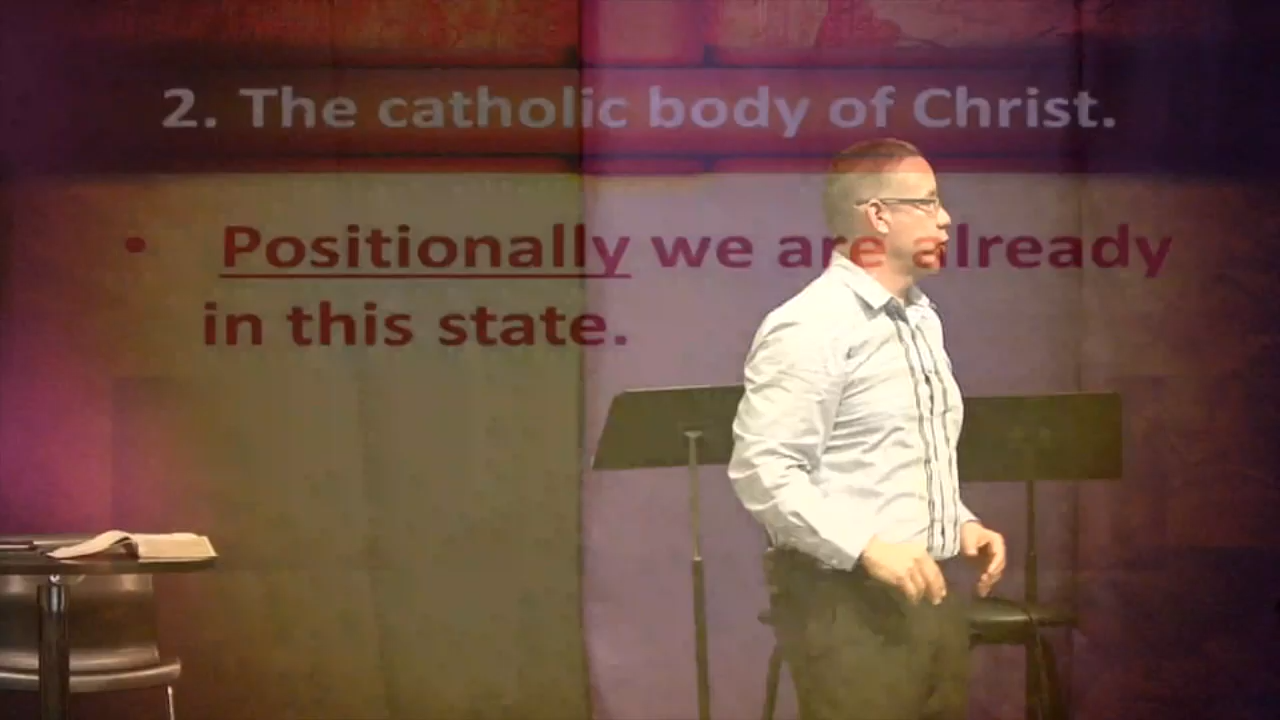 2. The catholic body of Christ.
• Positionally we are already
in this state.